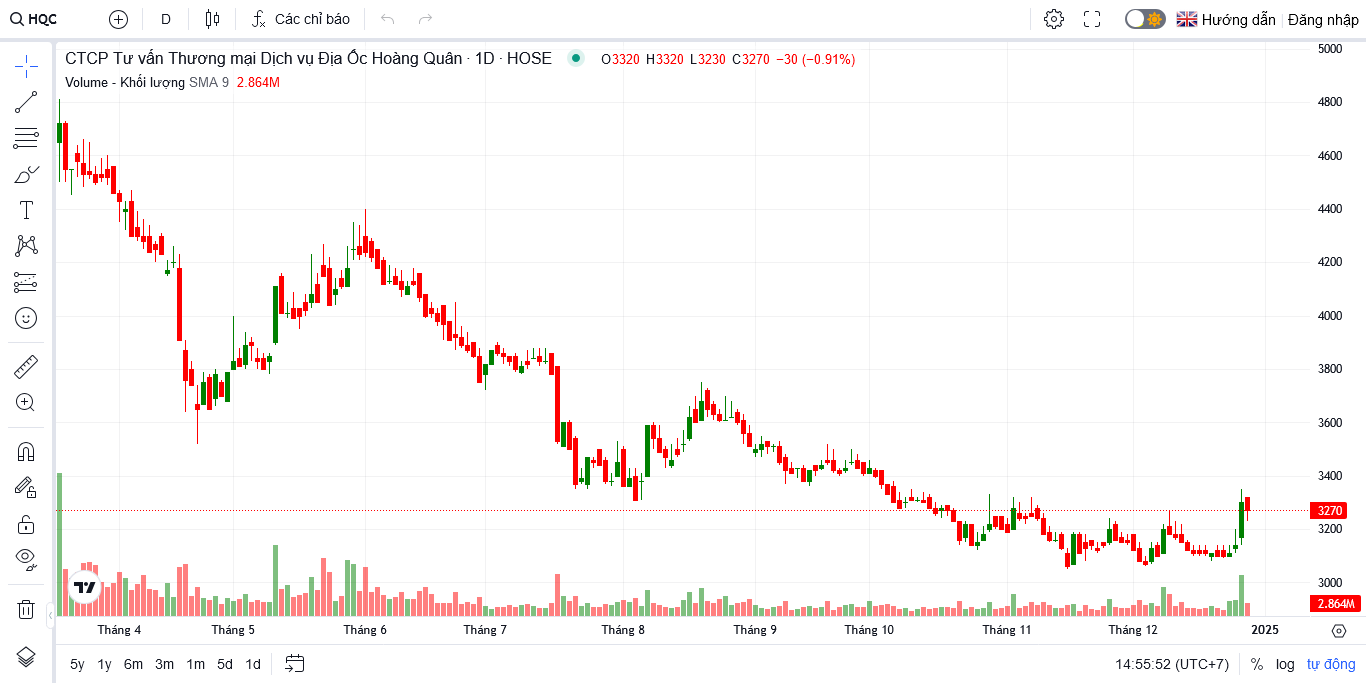 HQC D Các chỉ báo Hướng dẫn Đăng nhập
CTCP Tư vấn Thương mại Dịch vụ Địa Ốc Hoàng Quân · 1D · HOSE O3320 H3320 L3230 C3270 −30 (−0.91%)
Volume - Khối lượng SMA 9 2.864M
5000
4800
4600
4400
4200
4000
3800
3600
3400
3270
3200
3000
2.864M
Tháng 4 Tháng 5 Tháng 6 Tháng 7 Tháng 8 Tháng 9 Tháng 10 Tháng 11 Tháng 12 2025
5y 1y 6m 3m 1m 5d 1d 14:55:52 (UTC+7) % log tự động